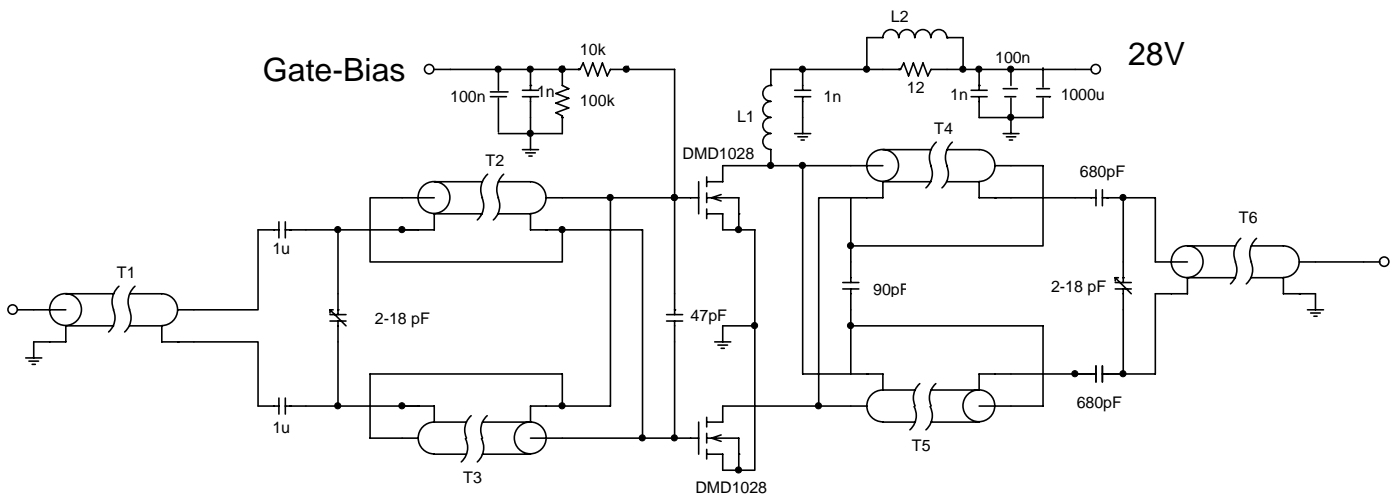 L2
10k
28V
Gate-Bias
100n
12
100n
1n
100k
1n
1n
1000u
L1
T4
DMD1028
T2
680pF
T6
1u
T1
2-18 pF
47pF
90pF
2-18 pF
680pF
1u
T5
T3
DMD1028